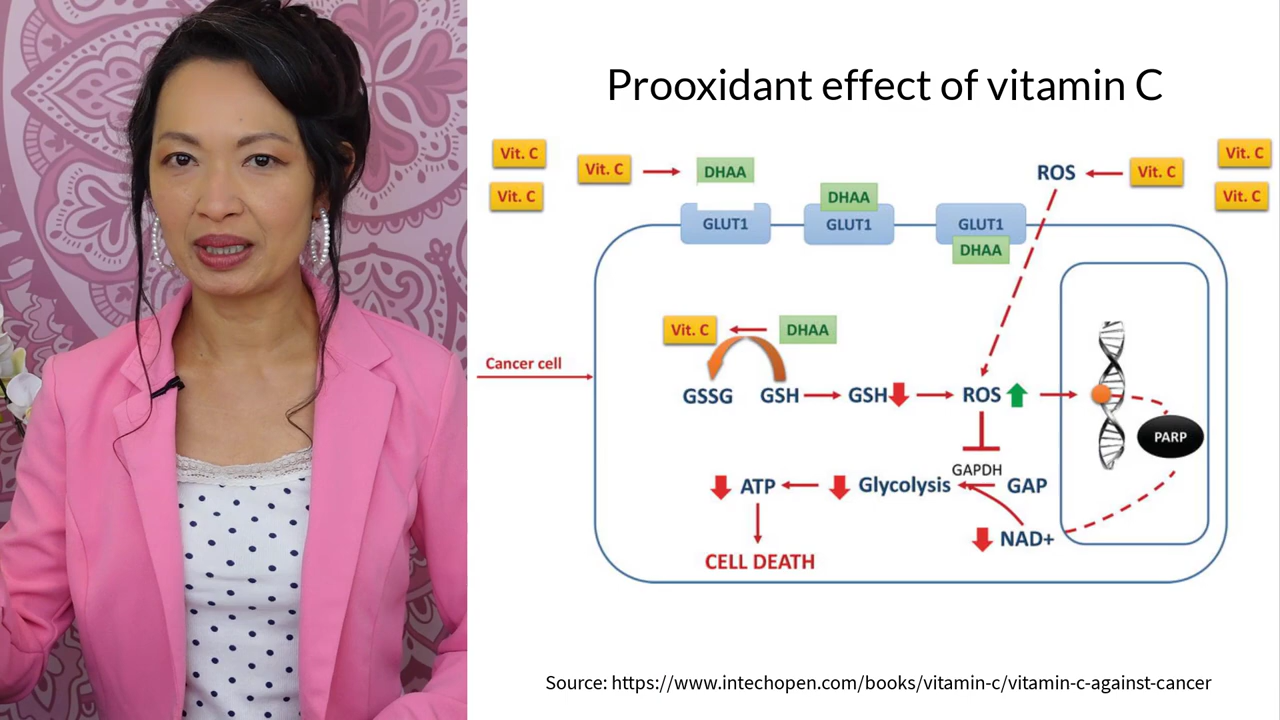 Prooxidant effect of vitamin C
Vit. C
Vit. C
Vit. C
DHAA
ROS
Vit. C
Vit. C
Vit. C
DHAA
GLUT1
GLUT1
GLUT1
DHAA
Vit. C
DHAA
Cancer cell
GSSG
GSH
GSH
ROS
PARP
GAPDH
ATP
Glycolysis
GAP
NAD+
CELL DEATH
Source: https://www.intechopen.com/books/vitamin-c/vitamin-c-against-cancer